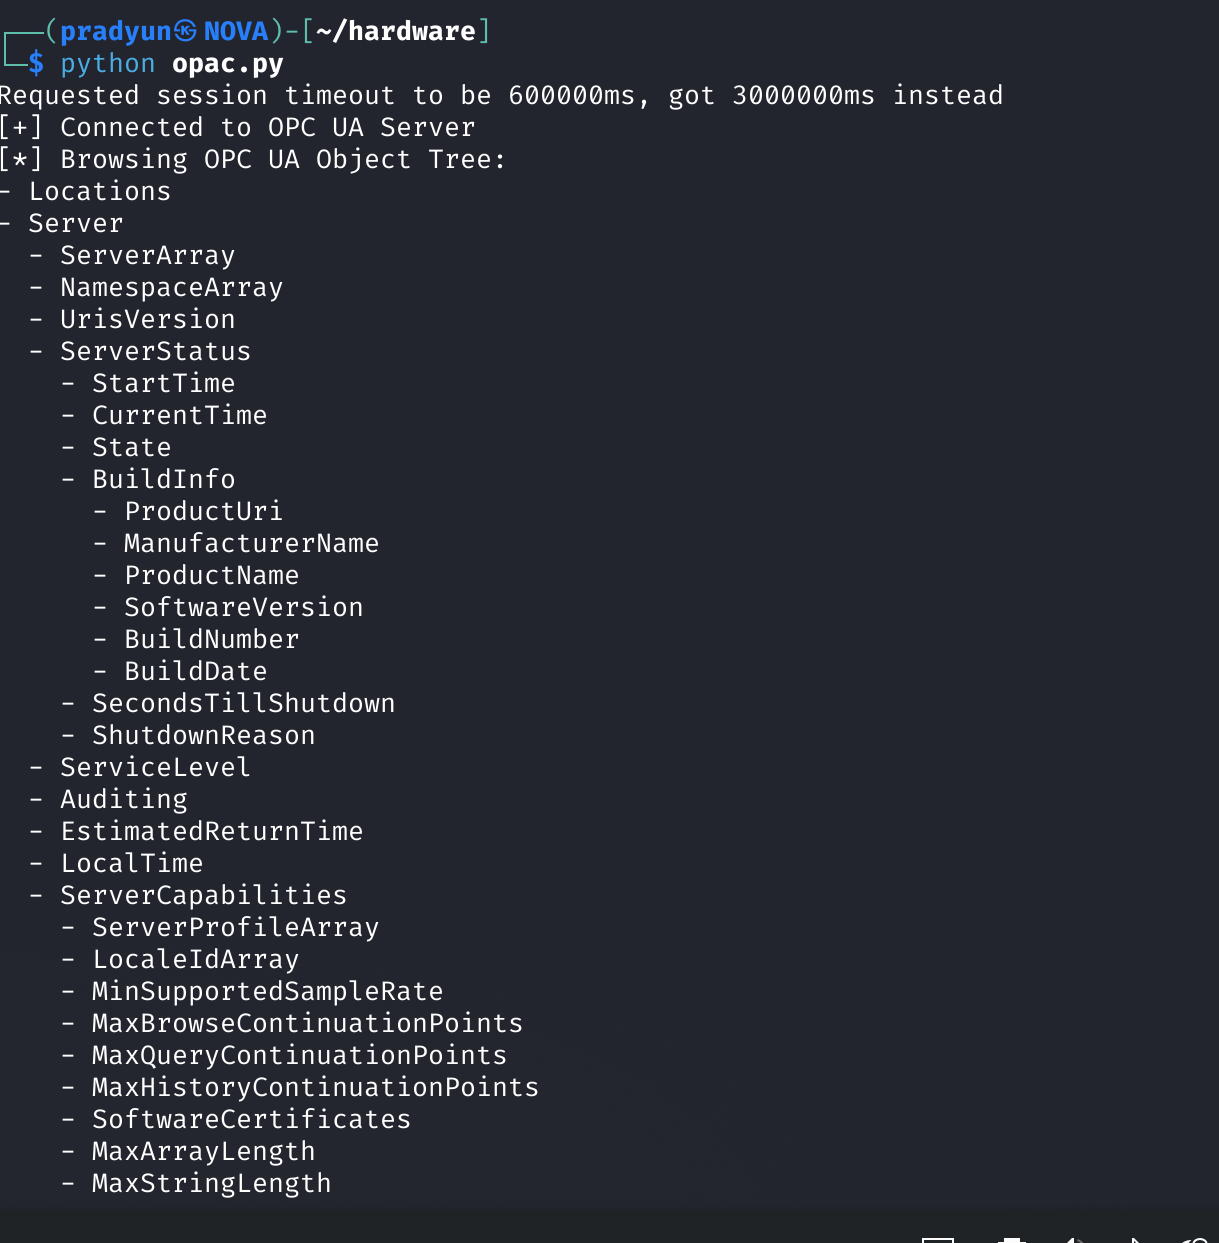 (pradyun㉿NOVA)-[~/hardware]
$ python opac.py
Requested session timeout to be 600000ms, got 3000000ms instead
[+] Connected to OPC UA Server
[*] Browsing OPC UA Object Tree:
- Locations
- Server
  - ServerArray
  - NamespaceArray
  - UrisVersion
  - ServerStatus
    - StartTime
    - CurrentTime
    - State
    - BuildInfo
      - ProductUri
      - ManufacturerName
      - ProductName
      - SoftwareVersion
      - BuildNumber
      - BuildDate
    - SecondsTillShutdown
    - ShutdownReason
  - ServiceLevel
  - Auditing
  - EstimatedReturnTime
  - LocalTime
  - ServerCapabilities
    - ServerProfileArray
    - LocaleIdArray
    - MinSupportedSampleRate
    - MaxBrowseContinuationPoints
    - MaxQueryContinuationPoints
    - MaxHistoryContinuationPoints
    - SoftwareCertificates
    - MaxArrayLength
    - MaxStringLength